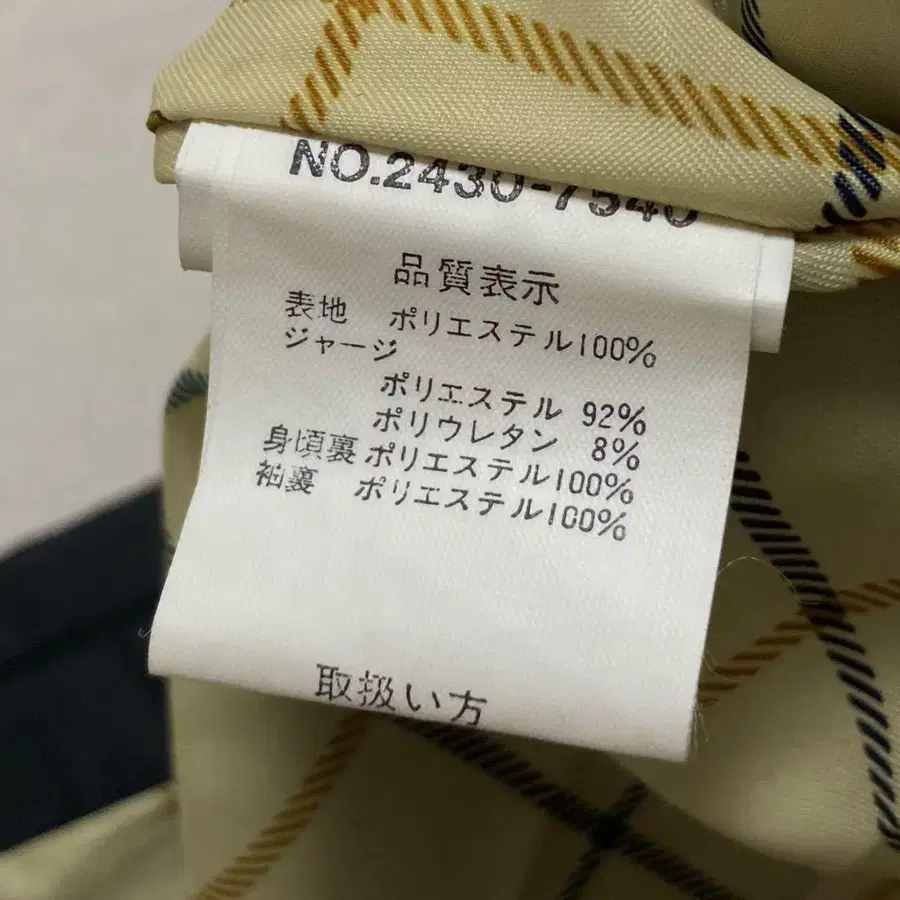 NO.2430-7540
品質表示
表地 ポリエステル100%
ジャージ
ポリエステル 92%
ポリウレタン 8%
身頃裏 ポリエステル100%
袖裏 ポリエステル100%
取扱い方